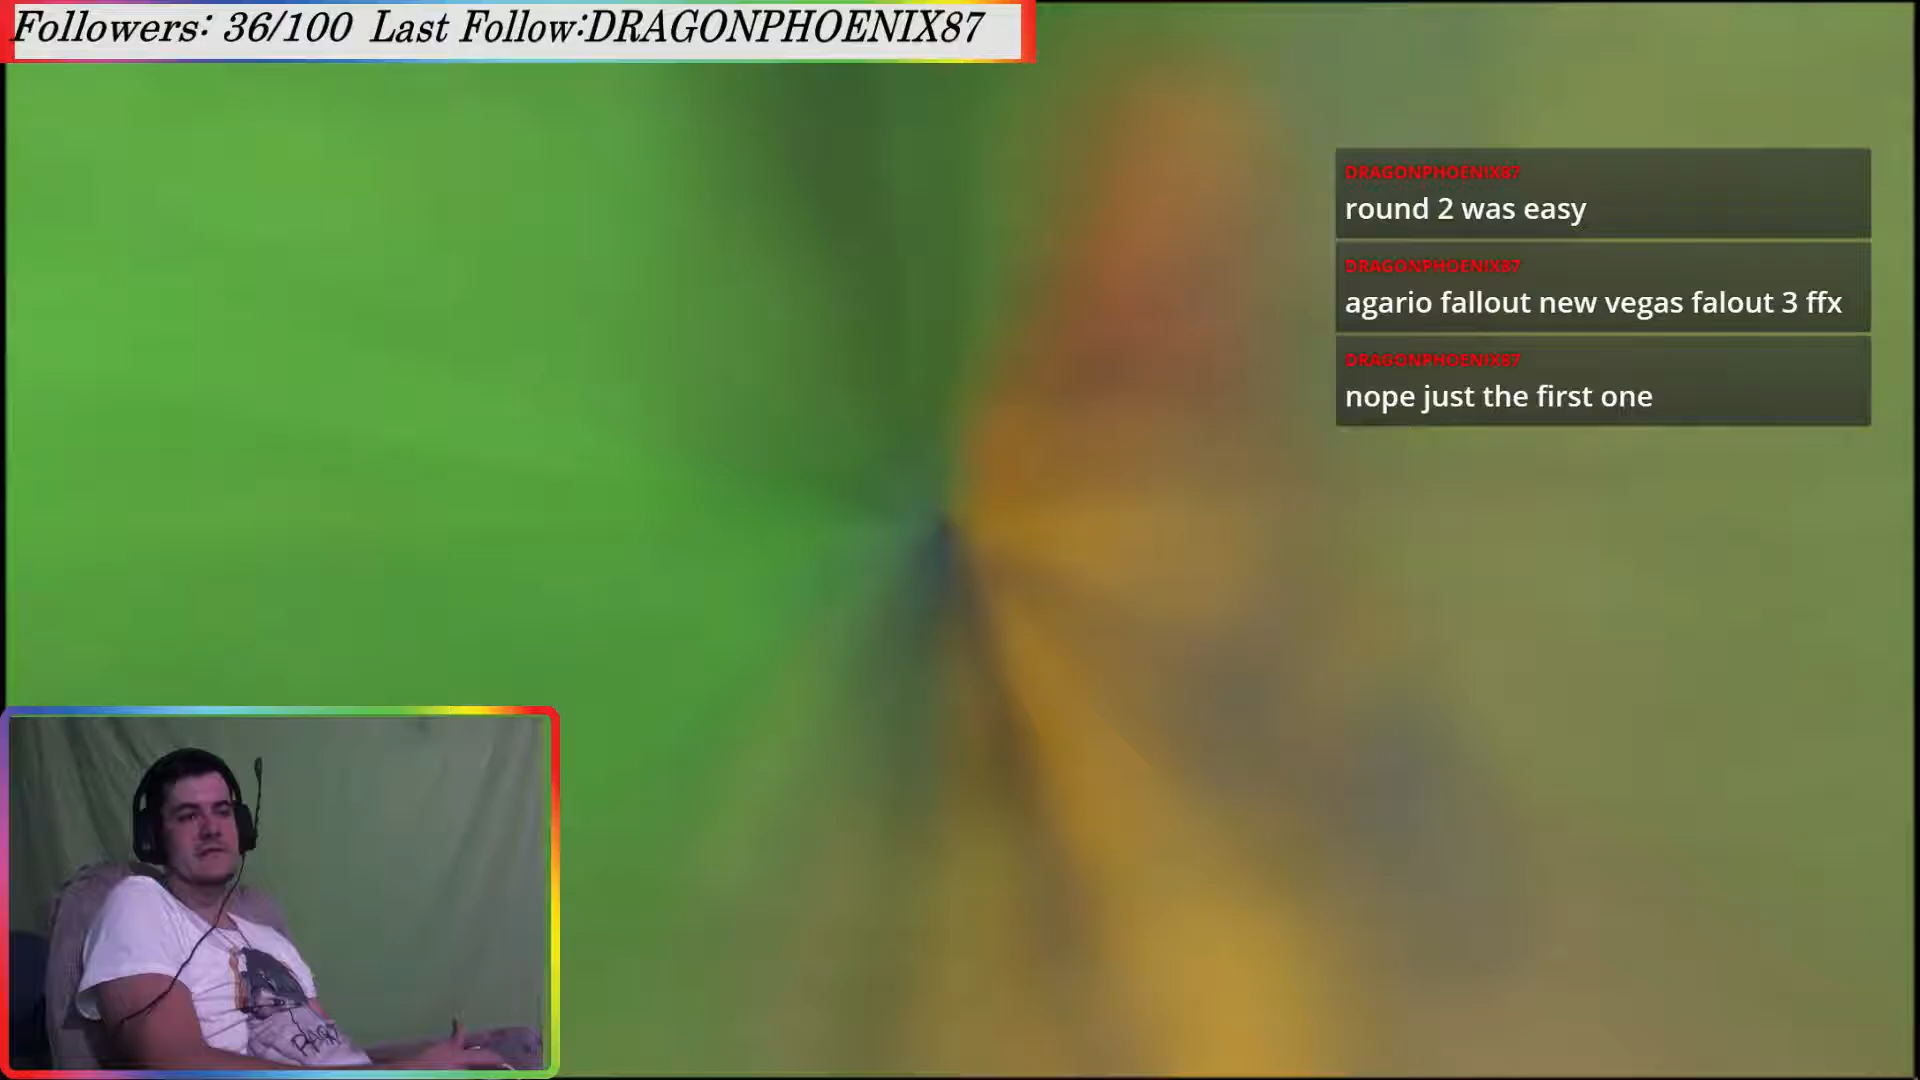 Followers: 36/100 Last Follow:DRAGONPHOENIX87
DRAGONPHOENIX87
round 2 was easy
DRAGONPHOENIX87
agario fallout new vegas falout 3 ffx
DRAGONPHOENIX87
nope just the first one